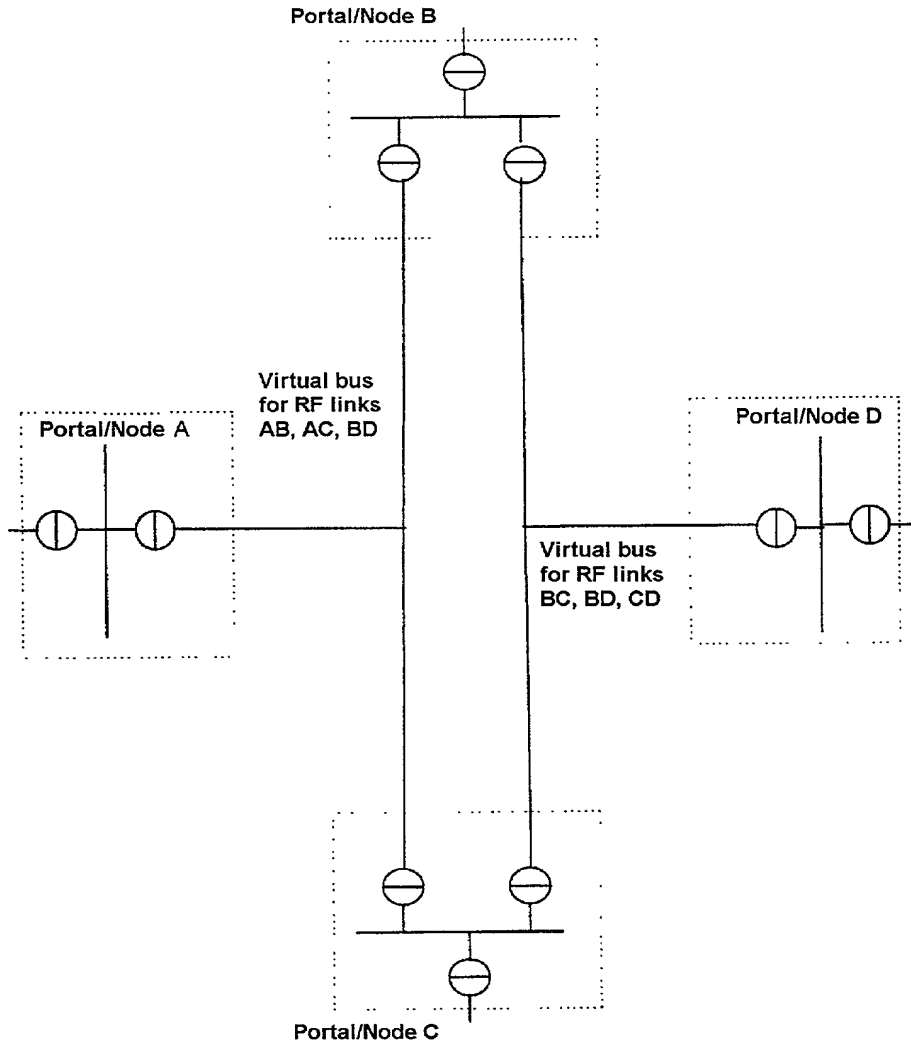 Portal/Node B
Virtual bus
for RF links
AB, AC, BD
Portal/Node A
Portal/Node D
Virtual bus
for RF links
BC, BD, CD
Portal/Node C